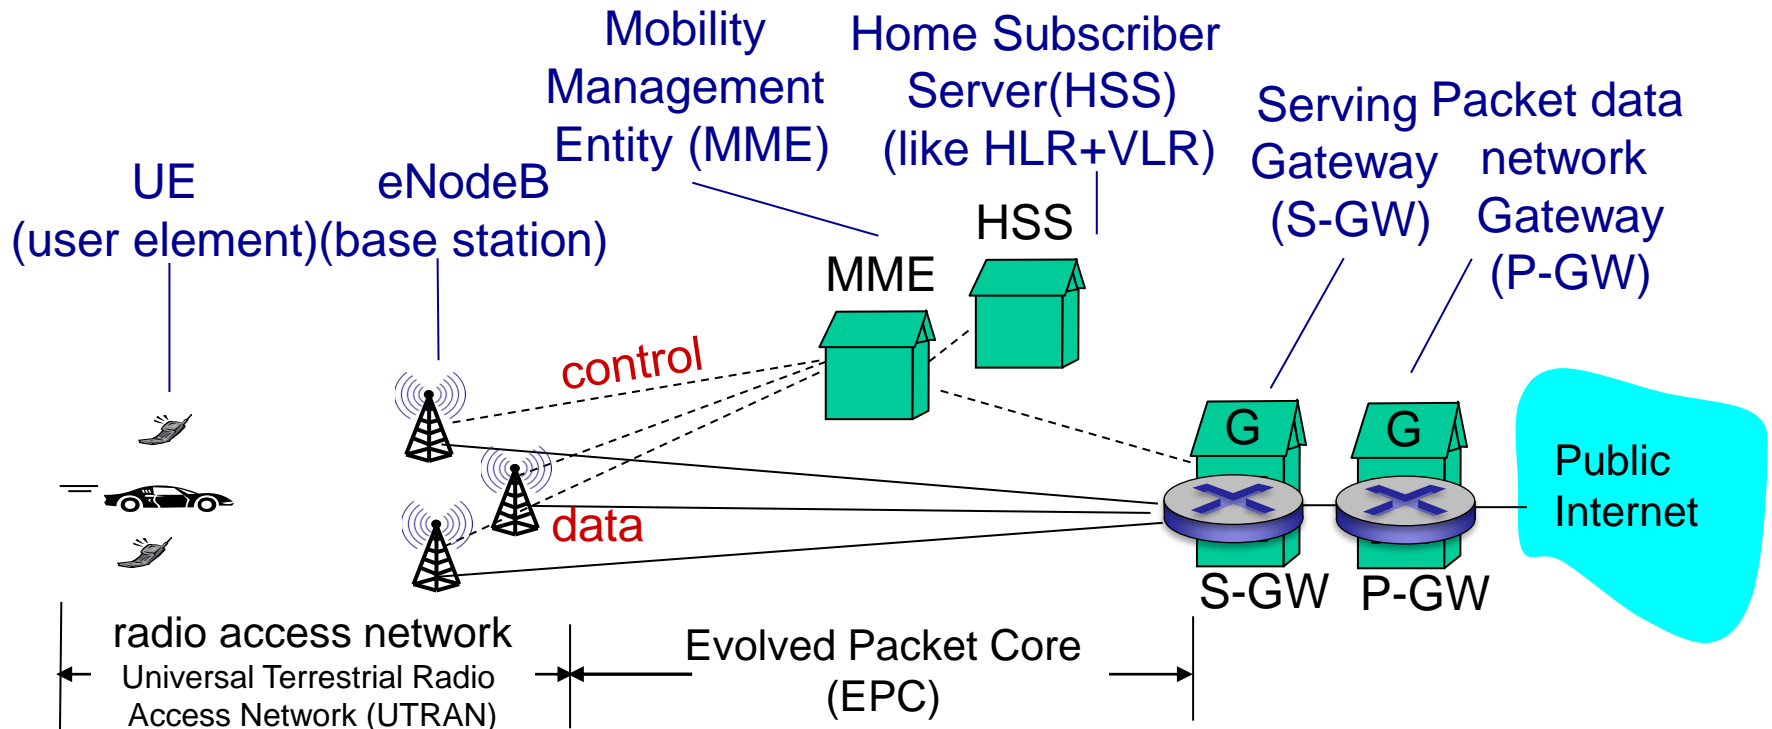 Mobility
Management
Entity (MME)
Home Subscriber
Server(HSS)
(like HLR+VLR)
Serving
Gateway
(S-GW)
Packet data
network
Gateway
(P-GW)
UE
(user element)
eNodeB
(base station)
HSS
MME
control
data
G
G
S-GW
P-GW
Public
Internet
radio access network
Universal Terrestrial Radio
Access Network (UTRAN)
Evolved Packet Core
(EPC)